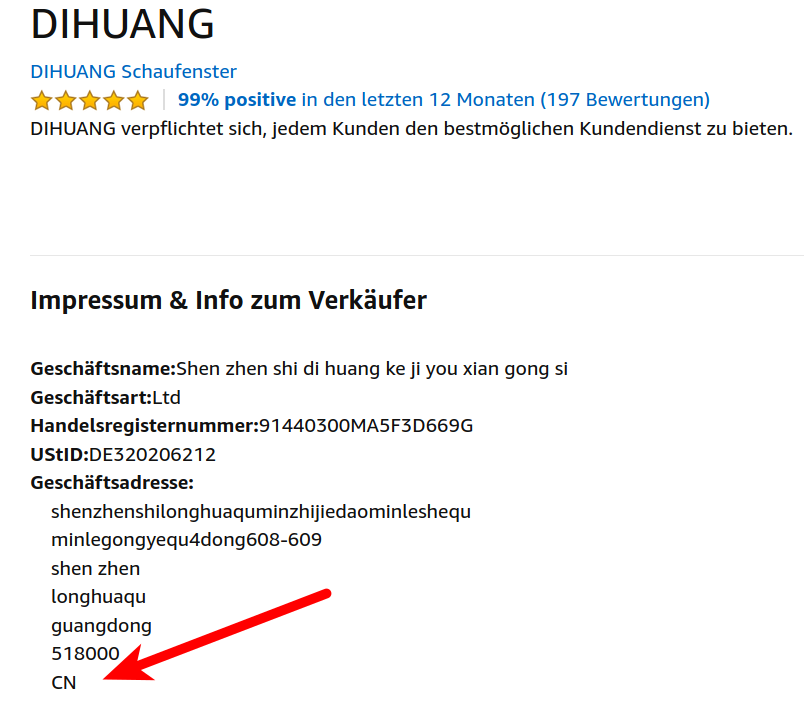 DIHUANG
DIHUANG Schaufenster
99% positive in den letzten 12 Monaten (197 Bewertungen)
DIHUANG verpflichtet sich, jedem Kunden den bestmöglichen Kundendienst zu bieten.
Impressum & Info zum Verkäufer
Geschäftsname:Shen zhen shi di huang ke ji you xian gong si
Geschäftsart:Ltd
Handelsregisternummer:91440300MA5F3D669G
UStID:DE320206212
Geschäftsadresse:
shenzhenshilonghuaquminzhijiedaominleshequ
minlegongyequ4dong608-609
shen zhen
longhuaqu
guangdong
518000
CN